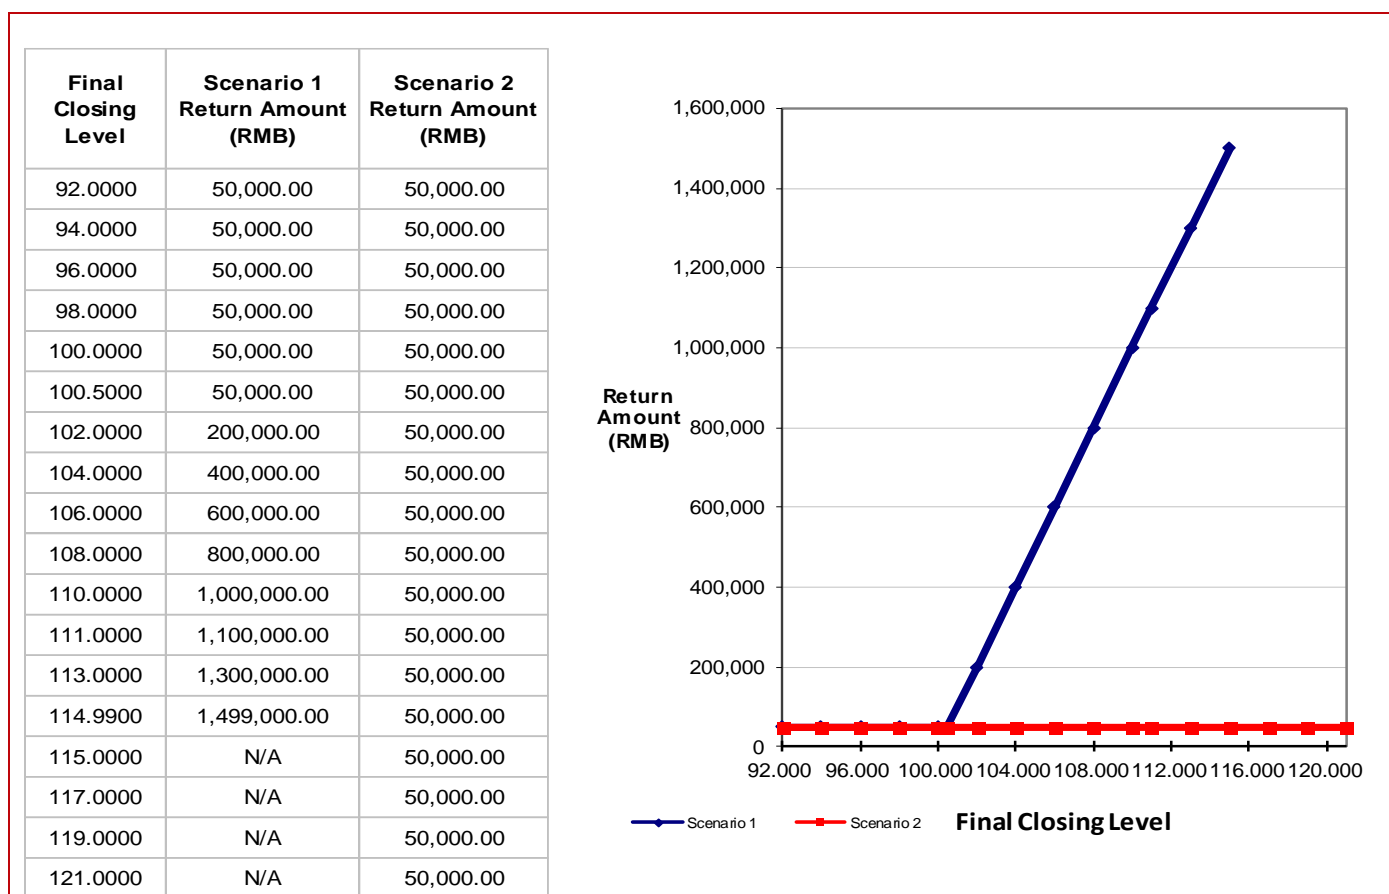 Final Closing Level	Scenario 1 Return Amount (RMB)	Scenario 2 Return Amount (RMB)
92.0000	50,000.00	50,000.00
94.0000	50,000.00	50,000.00
96.0000	50,000.00	50,000.00
98.0000	50,000.00	50,000.00
100.0000	50,000.00	50,000.00
100.5000	50,000.00	50,000.00
102.0000	200,000.00	50,000.00
104.0000	400,000.00	50,000.00
106.0000	600,000.00	50,000.00
108.0000	800,000.00	50,000.00
110.0000	1,000,000.00	50,000.00
111.0000	1,100,000.00	50,000.00
113.0000	1,300,000.00	50,000.00
114.9900	1,499,000.00	50,000.00
115.0000	N/A	50,000.00
117.0000	N/A	50,000.00
119.0000	N/A	50,000.00
121.0000	N/A	50,000.00
Return
Amount
(RMB)
1,600,000
1,400,000
1,200,000
1,000,000
800,000
600,000
400,000
200,000
0
92.000 96.000 100.000 104.000 108.000 112.000 116.000 120.000
Scenario 1 Scenario 2 Final Closing Level